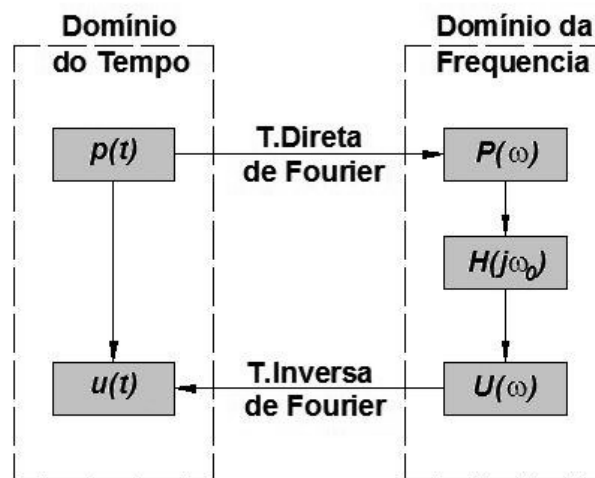 Domínio
do Tempo
Domínio da
Frequencia
p(t)
T.Direta
de Fourier
P(ω)
H(jω₀)
u(t)
T.Inversa
de Fourier
U(ω)